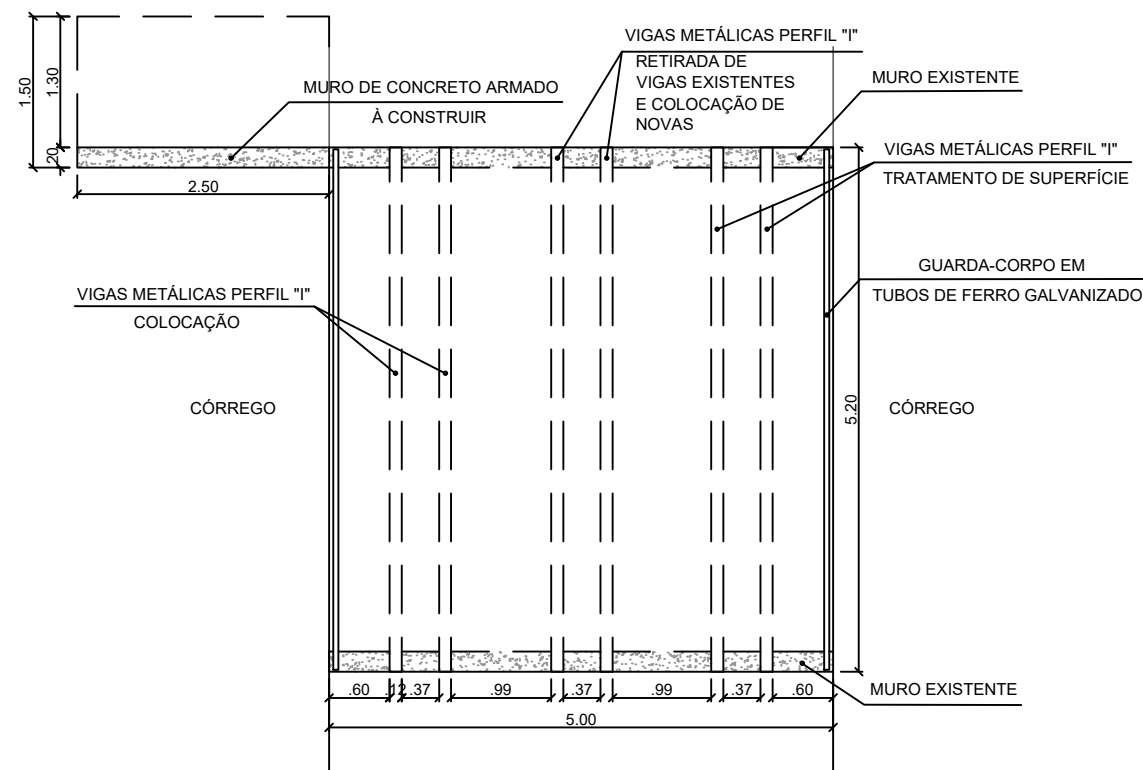 VIGAS METÁLICAS PERFIL "I"
RETIRADA DE
VIGAS EXISTENTES
E COLOCAÇÃO DE
NOVAS
MURO DE CONCRETO ARMADO
À CONSTRUIR
MURO EXISTENTE
1.50
1.30
.20
2.50
VIGAS METÁLICAS PERFIL "I"
TRATAMENTO DE SUPERFÍCIE
GUARDA-CORPO EM
TUBOS DE FERRO GALVANIZADO
VIGAS METÁLICAS PERFIL "I"
COLOCAÇÃO
CÓRREGO
5.20
CÓRREGO
MURO EXISTENTE
.60 .12 .37 .99 .37 .99 .37 .60
5.00